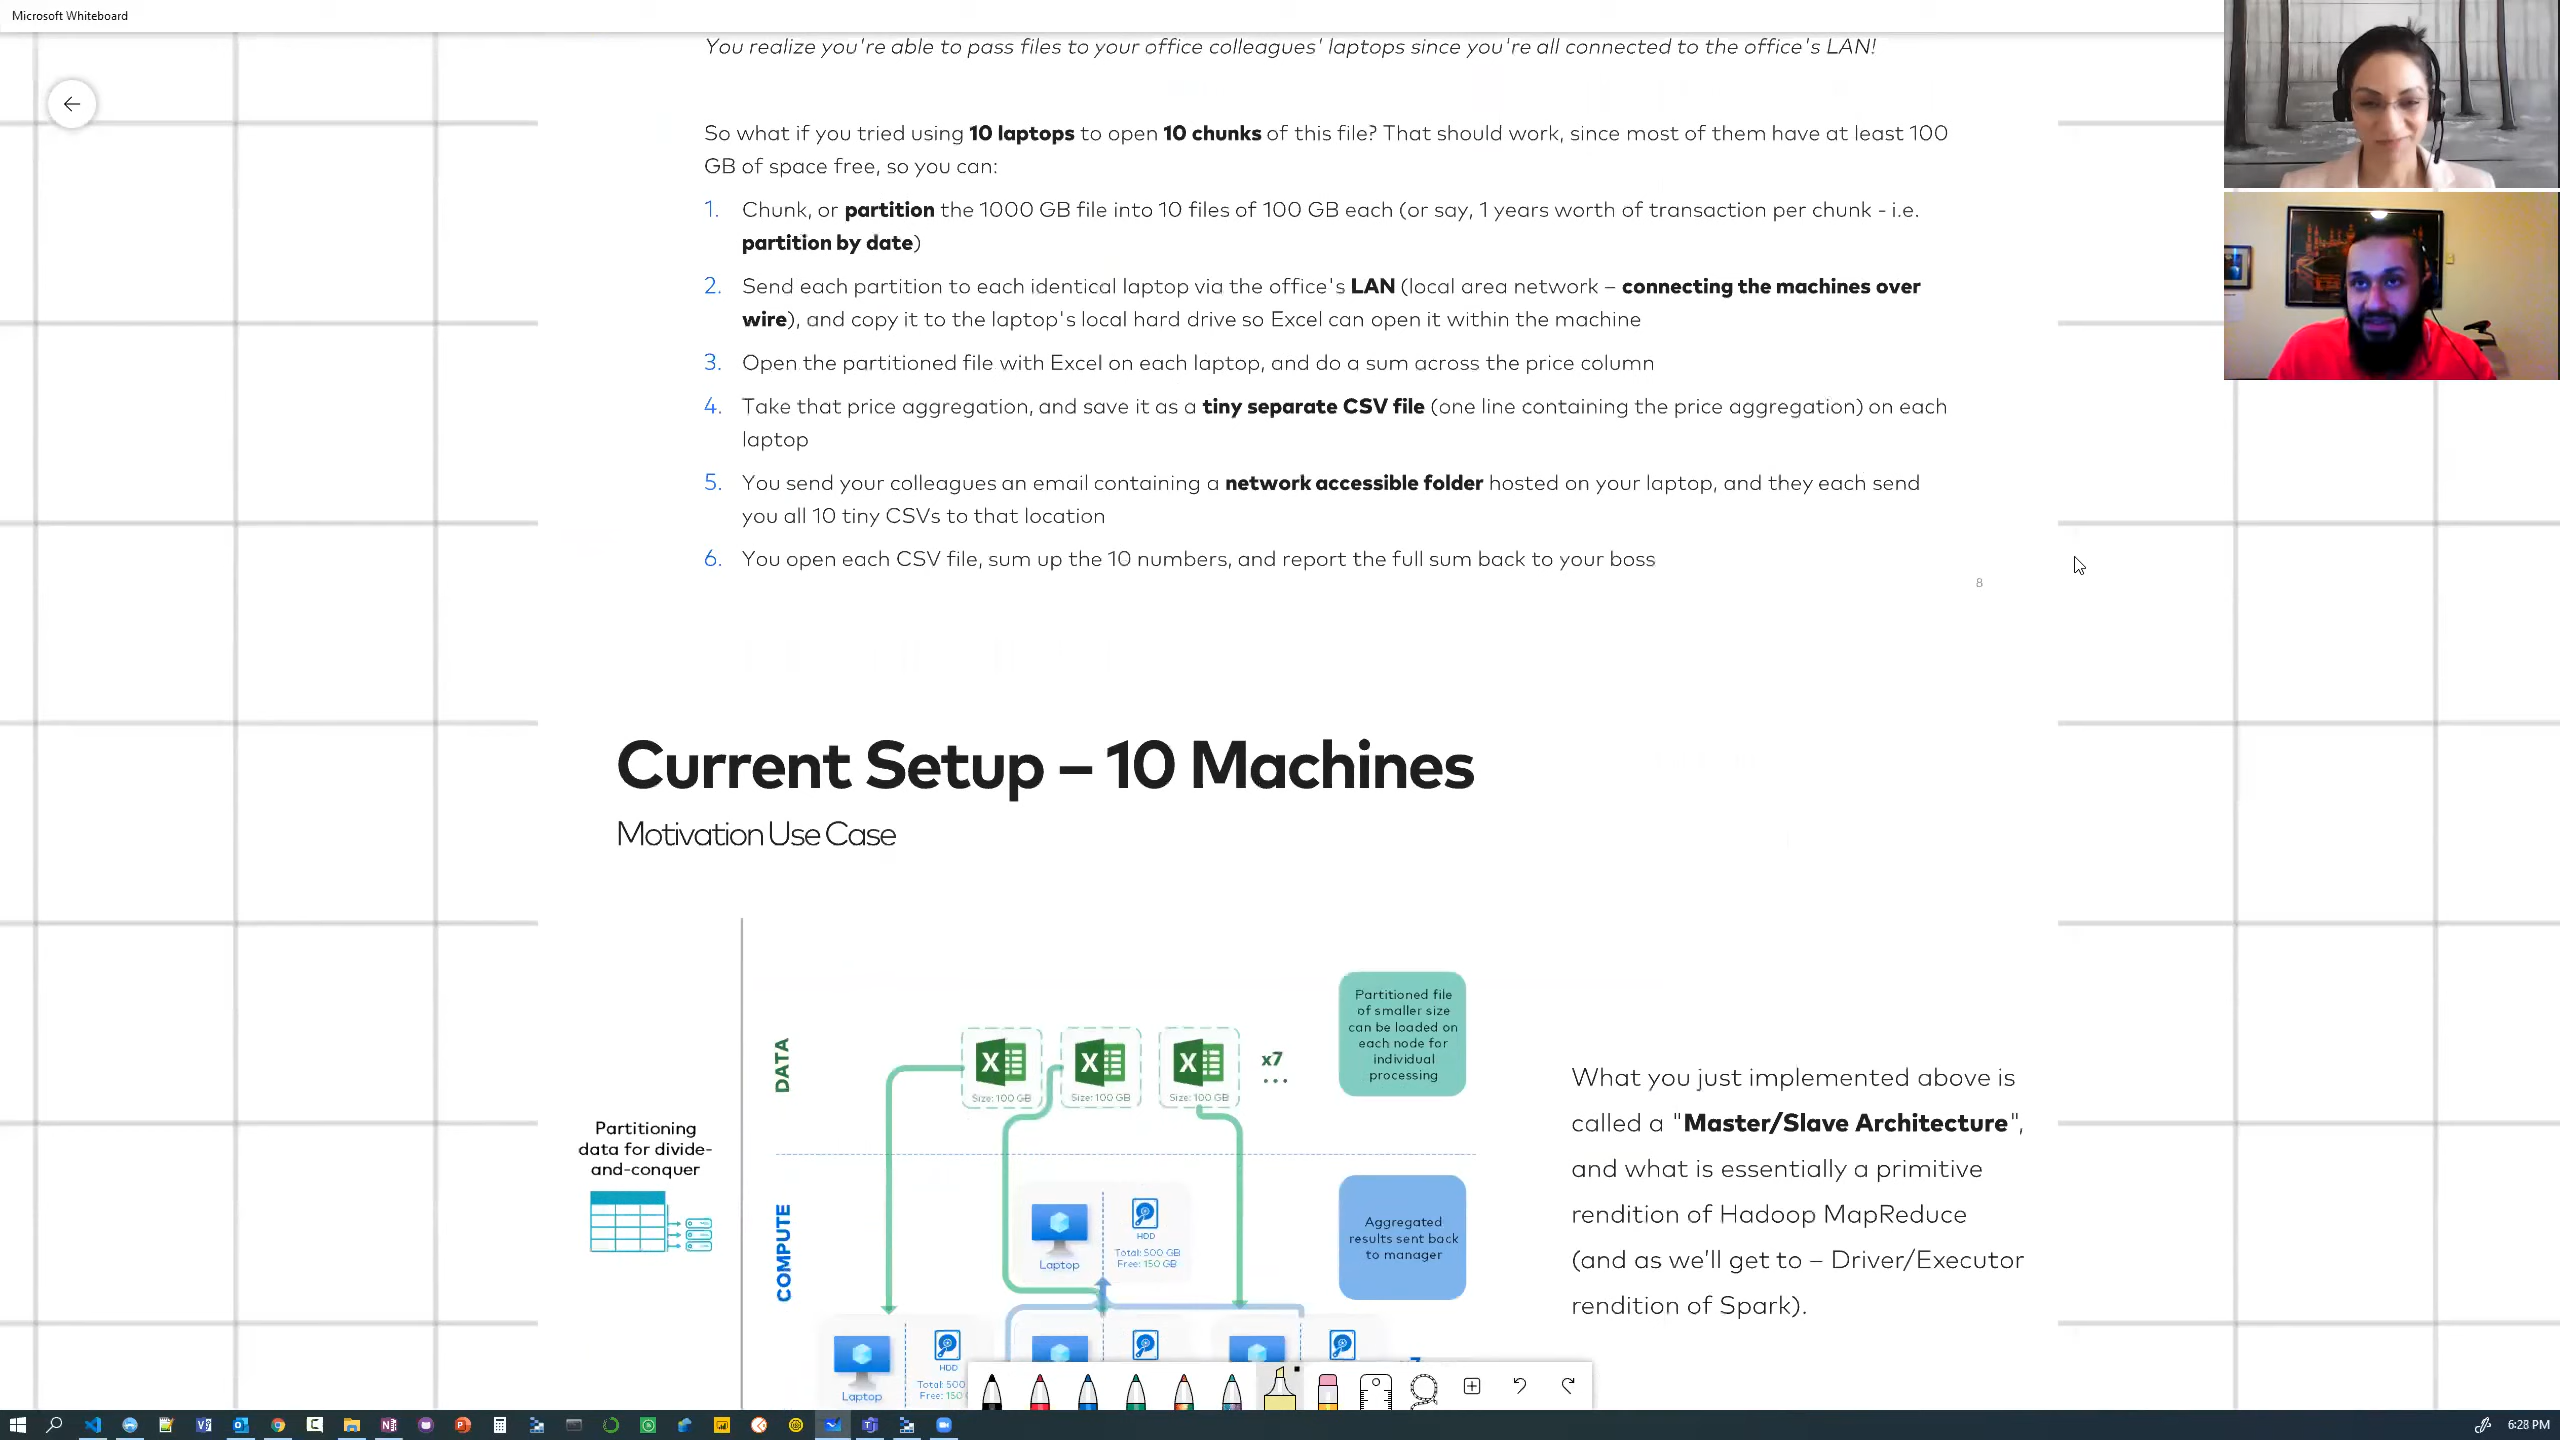 Microsoft Whiteboard
You realize you're able to pass files to your office colleagues' laptops since you're all connected to the office's LAN!
So what if you tried using 10 laptops to open 10 chunks of this file? That should work, since most of them have at least 100
GB of space free, so you can:
1. Chunk, or partition the 1000 GB file into 10 files of 100 GB each (or say, 1 years worth of transaction per chunk - i.e.
partition by date)
2. Send each partition to each identical laptop via the office's LAN (local area network – connecting the machines over
wire), and copy it to the laptop's local hard drive so Excel can open it within the machine
3. Open the partitioned file with Excel on each laptop, and do a sum across the price column
4. Take that price aggregation, and save it as a tiny separate CSV file (one line containing the price aggregation) on each
laptop
5. You send your colleagues an email containing a network accessible folder hosted on your laptop, and they each send
you all 10 tiny CSVs to that location
6. You open each CSV file, sum up the 10 numbers, and report the full sum back to your boss
8
Current Setup – 10 Machines
Motivation Use Case
Partitioning
data for divide-
and-conquer
DATA
Size: 100 GB
Size: 100 GB
Size: 100 GB
x7
...
Partitioned file
of smaller size
can be loaded on
each node for
individual
processing
COMPUTE
Laptop
HDD
Total: 500 GB
Free: 150 GB
Aggregated
results sent back
to manager
Laptop
HDD
Total: 500
Free: 150
What you just implemented above is
called a "Master/Slave Architecture",
and what is essentially a primitive
rendition of Hadoop MapReduce
(and as we'll get to – Driver/Executor
rendition of Spark).
6:28 PM